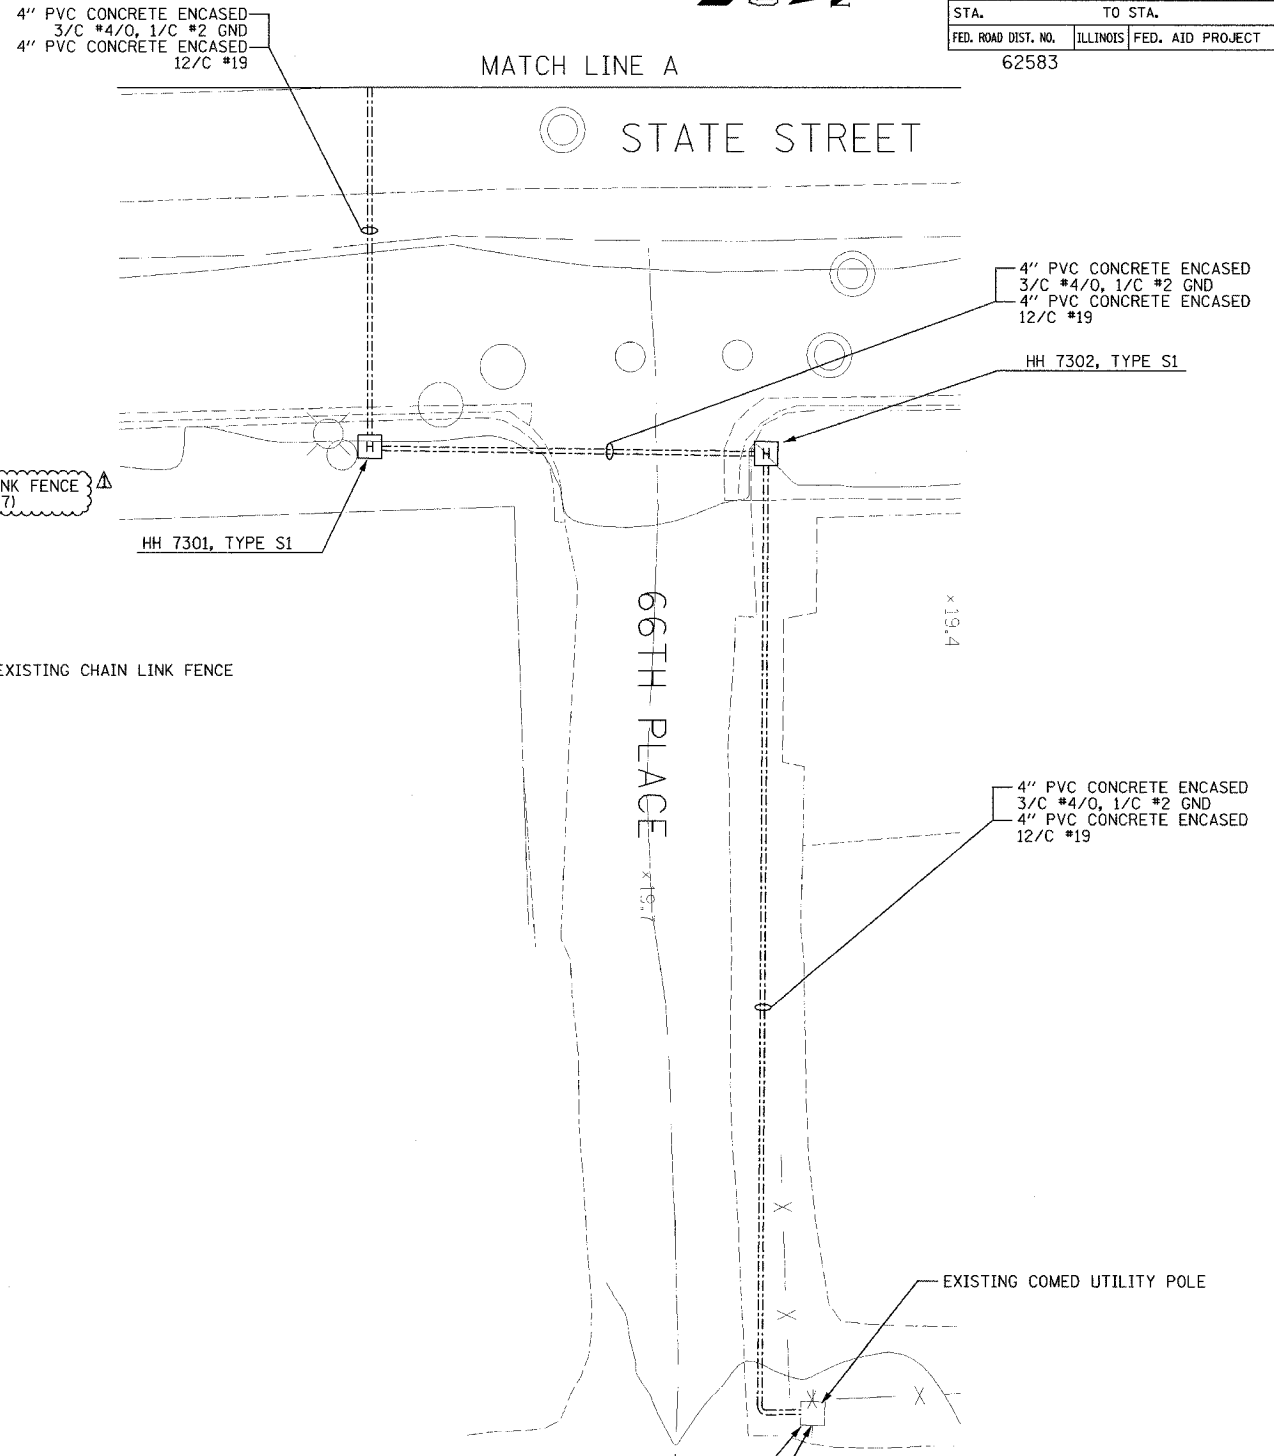 4" PVC CONCRETE ENCASED
3/C #4/0, 1/C #2 GND
4" PVC CONCRETE ENCASED
12/C #19
STA. TO STA.
FED. ROAD DIST. NO. ILLINOIS FED. AID PROJECT
62583
MATCH LINE A
STATE STREET
4" PVC CONCRETE ENCASED
3/C #4/0, 1/C #2 GND
4" PVC CONCRETE ENCASED
12/C #19
HH 7302, TYPE S1
H
H
NK FENCE
7)
1
HH 7301, TYPE S1
66TH PLACE
×19.4
EXISTING CHAIN LINK FENCE
4" PVC CONCRETE ENCASED
3/C #4/0, 1/C #2 GND
4" PVC CONCRETE ENCASED
12/C #19
×19.7
X
X
EXISTING COMED UTILITY POLE
X
X